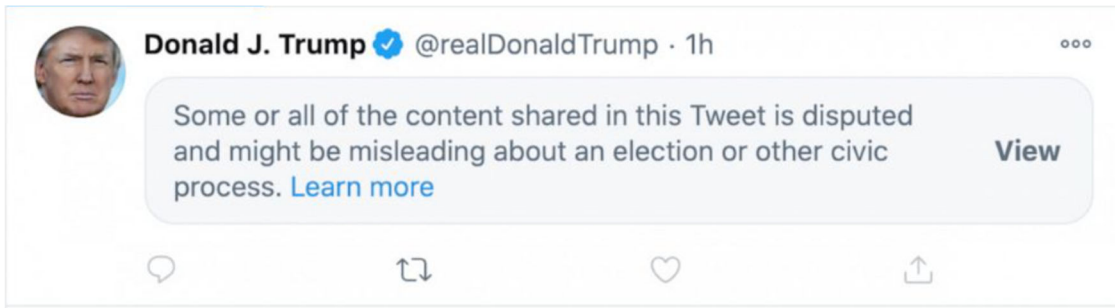 Donald J. Trump @realDonaldTrump · 1h
Some or all of the content shared in this Tweet is disputed
and might be misleading about an election or other civic
process. Learn more
View